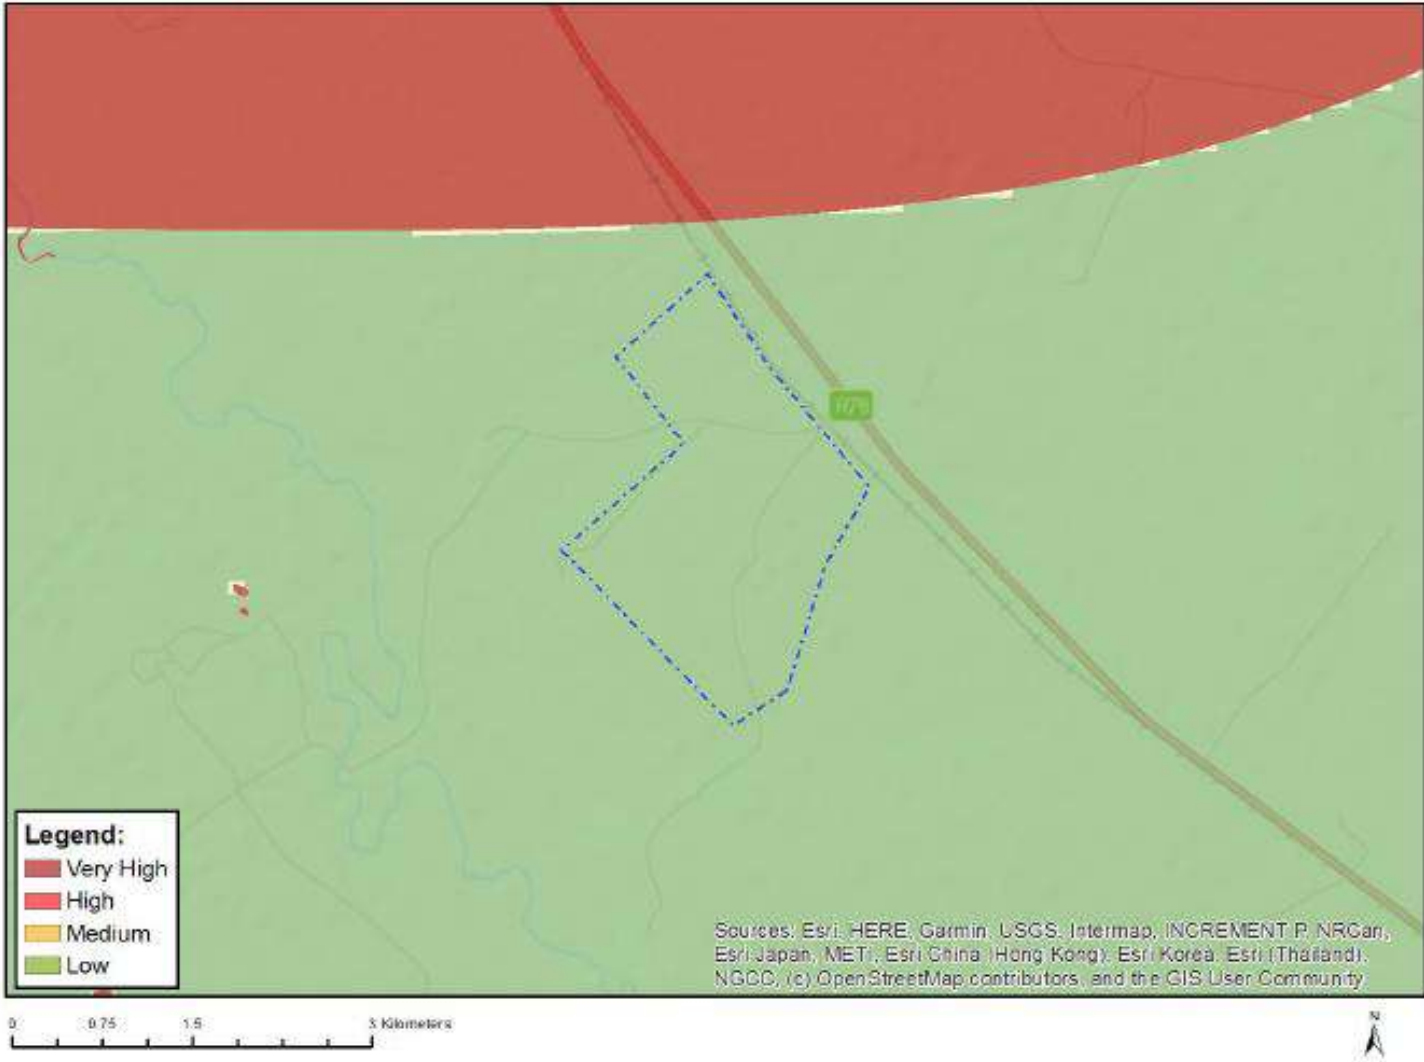 Legend:
Very High
High
Medium
Low
Sources: Esri, HERE, Garmin, USGS, Intermap, INCREMENT P, NRCan,
Esri Japan, METI, Esri China (Hong Kong), Esri Korea, Esri (Thailand),
NGCC, (c) OpenStreetMap contributors, and the GIS User Community
0 0.75 1.5 3 Kilometers
N